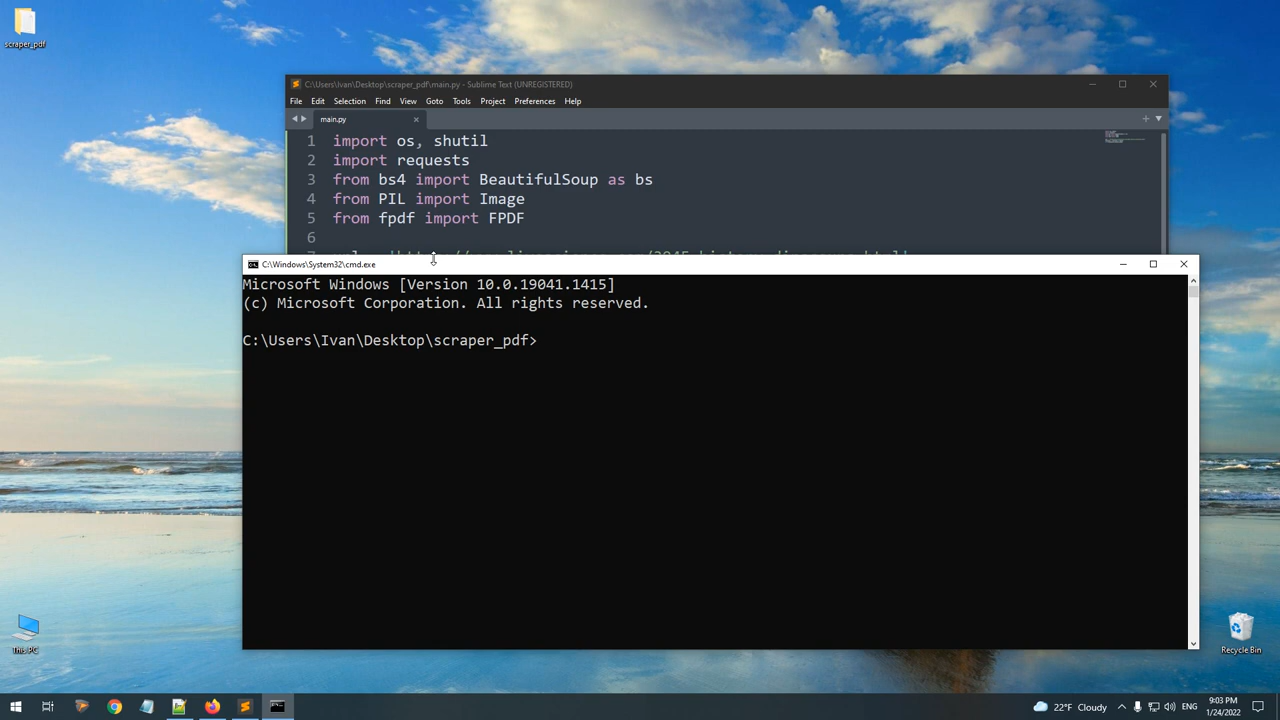 scraper_pdf
C:\Users\Ivan\Desktop\scraper_pdf\main.py - Sublime Text (UNREGISTERED)
File Edit Selection Find View Goto Tools Project Preferences Help
main.py
1 import os, shutil
2 import requests
3 from bs4 import BeautifulSoup as bs
4 from PIL import Image
5 from fpdf import FPDF
6
C:\Windows\System32\cmd.exe
Microsoft Windows [Version 10.0.19041.1415]
(c) Microsoft Corporation. All rights reserved.
C:\Users\Ivan\Desktop\scraper_pdf>
This PC
Recycle Bin
22°F Cloudy
ENG
9:03 PM
1/24/2022